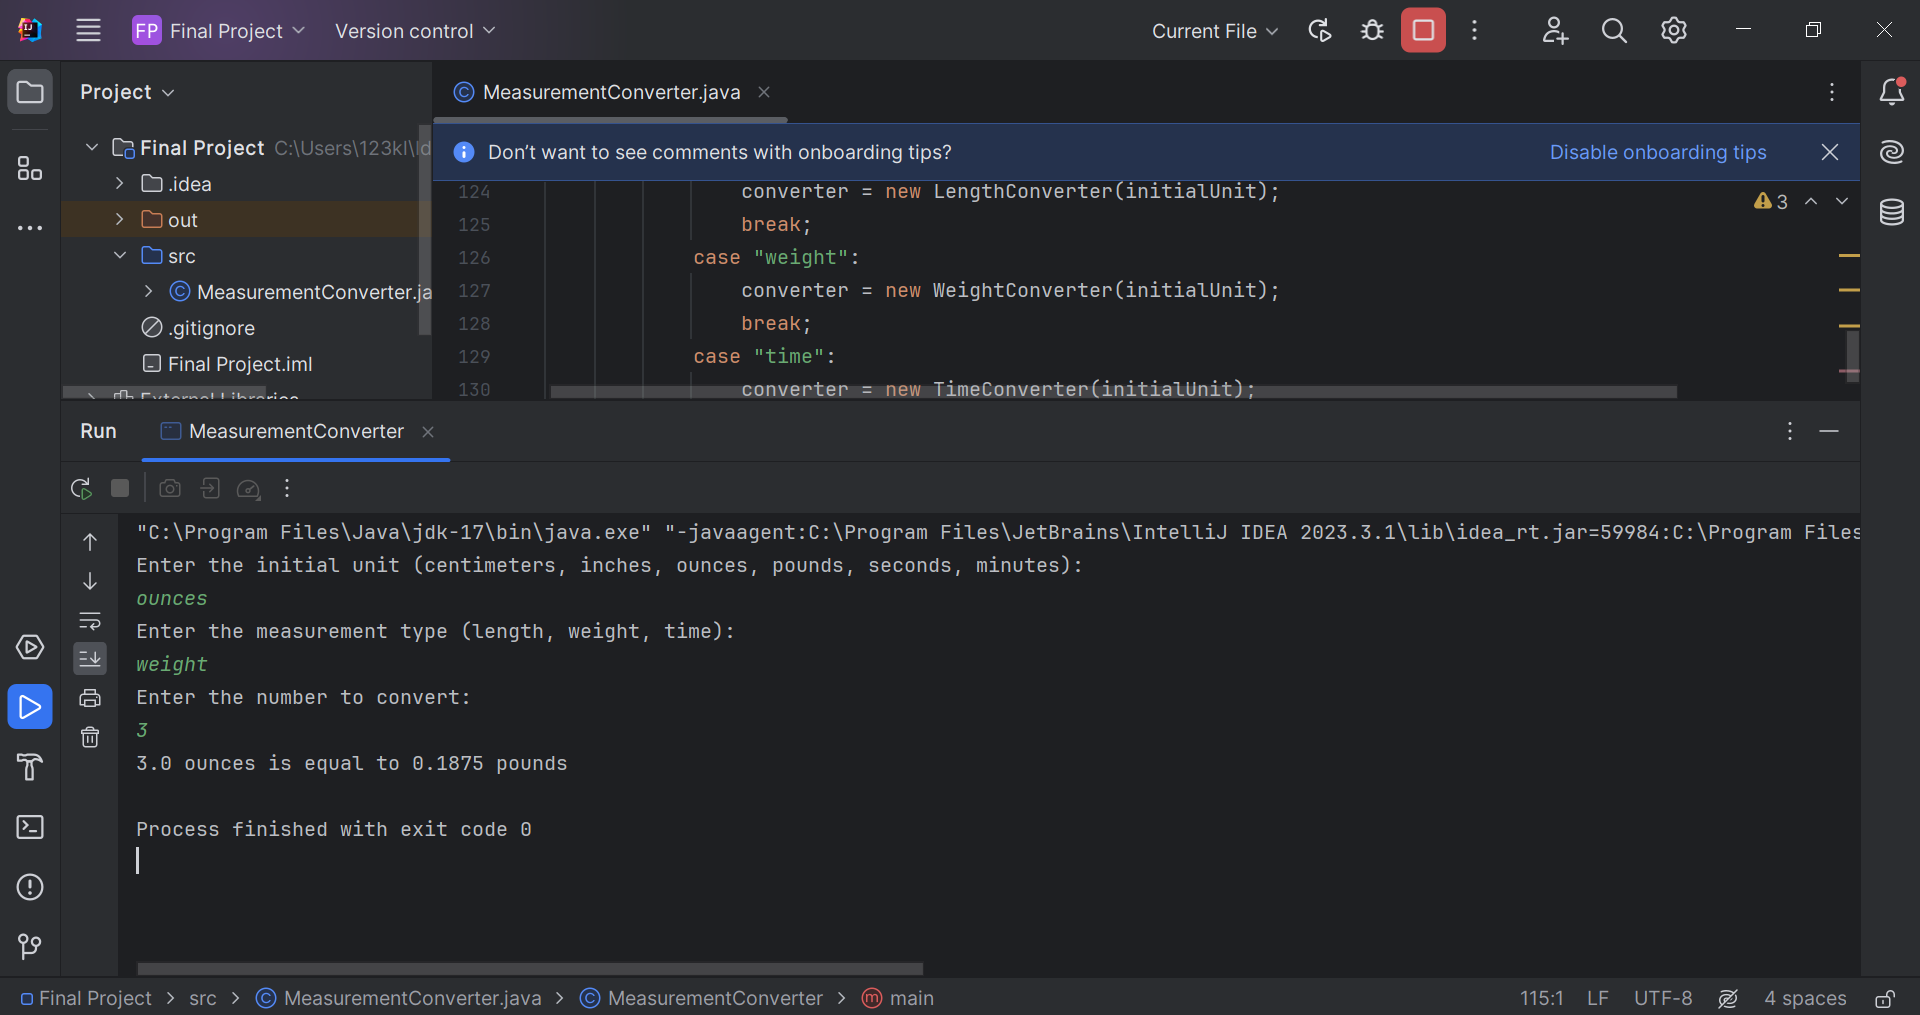 FP Final Project Version control Current File
Project
MeasurementConverter.java
Final Project C:\Users\123kl\Id
.idea
out
src
MeasurementConverter.ja
.gitignore
Final Project.iml
External Libraries
Don't want to see comments with onboarding tips? Disable onboarding tips
3
124 converter = new LengthConverter(initialUnit);
125 break;
126 case "weight":
127 converter = new WeightConverter(initialUnit);
128 break;
129 case "time":
130 converter = new TimeConverter(initialUnit);
Run MeasurementConverter
"C:\Program Files\Java\jdk-17\bin\java.exe" "-javaagent:C:\Program Files\JetBrains\IntelliJ IDEA 2023.3.1\lib\idea_rt.jar=59984:C:\Program Files
Enter the initial unit (centimeters, inches, ounces, pounds, seconds, minutes):
ounces
Enter the measurement type (length, weight, time):
weight
Enter the number to convert:
3
3.0 ounces is equal to 0.1875 pounds
Process finished with exit code 0
Final Project > src > MeasurementConverter.java > MeasurementConverter > main 115:1 LF UTF-8 4 spaces